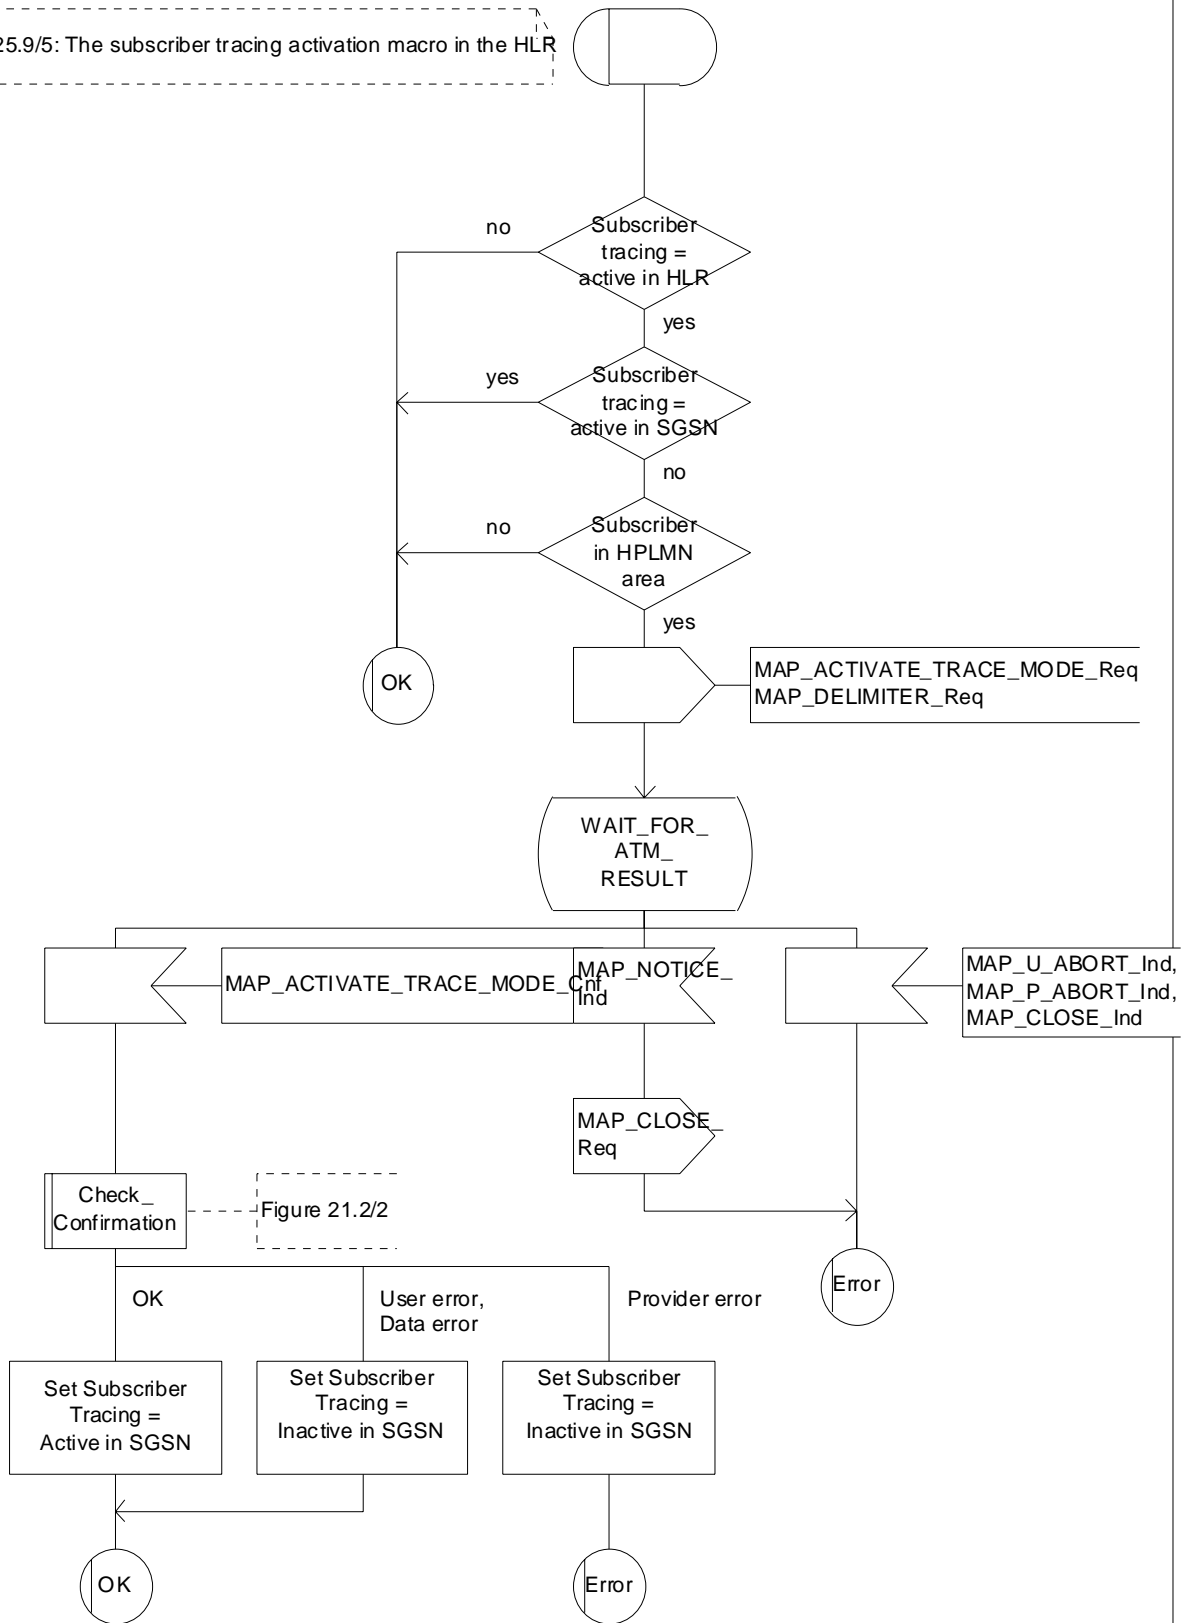 25.9/5: The subscriber tracing activation macro in the HLR
no
Subscriber
tracing =
active in HLR
yes
yes
Subscriber
tracing =
active in SGSN
no
no
Subscriber
in HPLMN
area
yes
OK
MAP_ACTIVATE_TRACE_MODE_Req
MAP_DELIMITER_Req
WAIT_FOR_
ATM_
RESULT
MAP_ACTIVATE_TRACE_MODE_Cnf
MAP_NOTICE_
Ind
MAP_U_ABORT_Ind,
MAP_P_ABORT_Ind,
MAP_CLOSE_Ind
MAP_CLOSE_
Req
Check_
Confirmation
Figure 21.2/2
Error
OK
User error,
Data error
Provider error
Set Subscriber
Tracing =
Active in SGSN
Set Subscriber
Tracing =
Inactive in SGSN
Set Subscriber
Tracing =
Inactive in SGSN
OK
Error